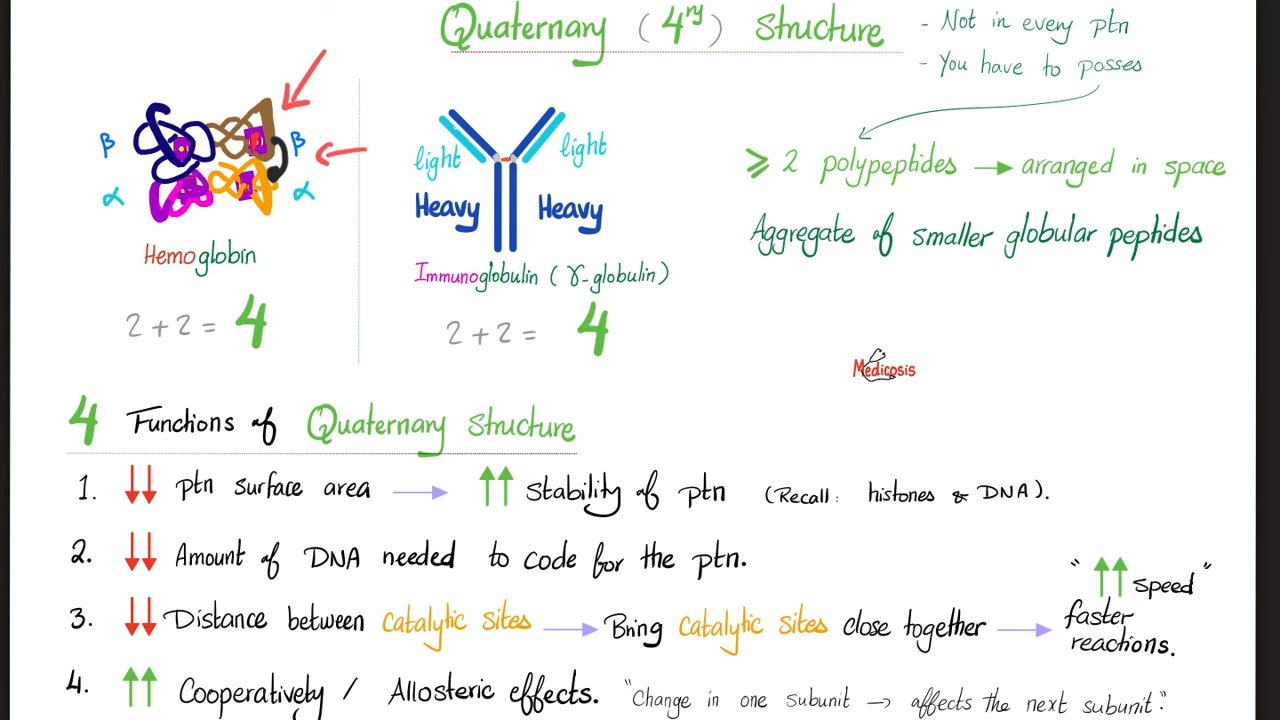 Quaternary (4ry) Structure
- Not in every ptn
- You have to posses
≥ 2 polypeptides → arranged in space
Aggregate of smaller globular peptides
β β
α α
Hemoglobin
2 + 2 = 4
light light
Heavy Heavy
Immunoglobulin (γ-globulin)
2 + 2 = 4
Medicosis
4 Functions of Quaternary Structure
1. ↓↓ ptn surface area → ↑↑ Stability of ptn (Recall: histones & DNA).
2. ↓↓ Amount of DNA needed to code for the ptn.
3. ↓↓ Distance between Catalytic sites → Bring Catalytic sites close together → faster reactions.
"↑↑ speed"
4. ↑↑ Cooperatively / Allosteric effects. "Change in one subunit → affects the next subunit".